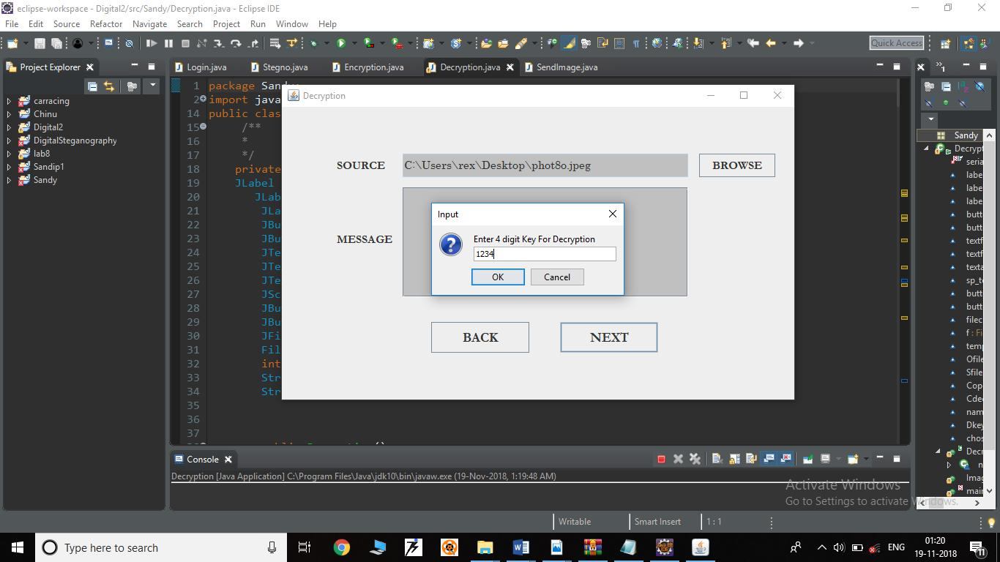 eclipse-workspace - Digital2/src/Sandy/Decryption.java - Eclipse IDE
File Edit Source Refactor Navigate Search Project Run Window Help
Quick Access
Project Explorer
Login.java Stegno.java Encryption.java Decryption.java SendImage.java
carracing
Chinu
Digital2
DigitalSteganography
lab8
Sandip1
Sandy
1 package Sandy
2 import java
14 public clas
15 /**
16 *
17 */
18 private
19 JLabel
20 JLab
21 JLa
22 JBu
23 JBu
24 JTe
25 JTe
26 JTe
27 JSc
28 JBu
29 JBu
30 JFi
31 Fil
32 int
33 Str
34 Str
35
36
37
Decryption
SOURCE C:\Users\rex\Desktop\phot8o.jpeg BROWSE
MESSAGE
Input
Enter 4 digit Key For Decryption
1234
OK Cancel
BACK NEXT
Sandy
Decrypt
seria
labe
labe
labe
butt
butt
textf
textf
texta
sp_te
butt
butt
filec
f : Fi
temp
Ofile
Sfile
Cop
Cde
nam
Dkey
chos
Decr
n
Imag
main
Console
Decryption [Java Application] C:\Program Files\Java\jdk10\bin\javaw.exe (19-Nov-2018, 1:19:48 AM)
Activate Windows
Go to Settings to activate Windows.
Writable Smart Insert 1 : 1
Type here to search
ENG
01:20
19-11-2018
11